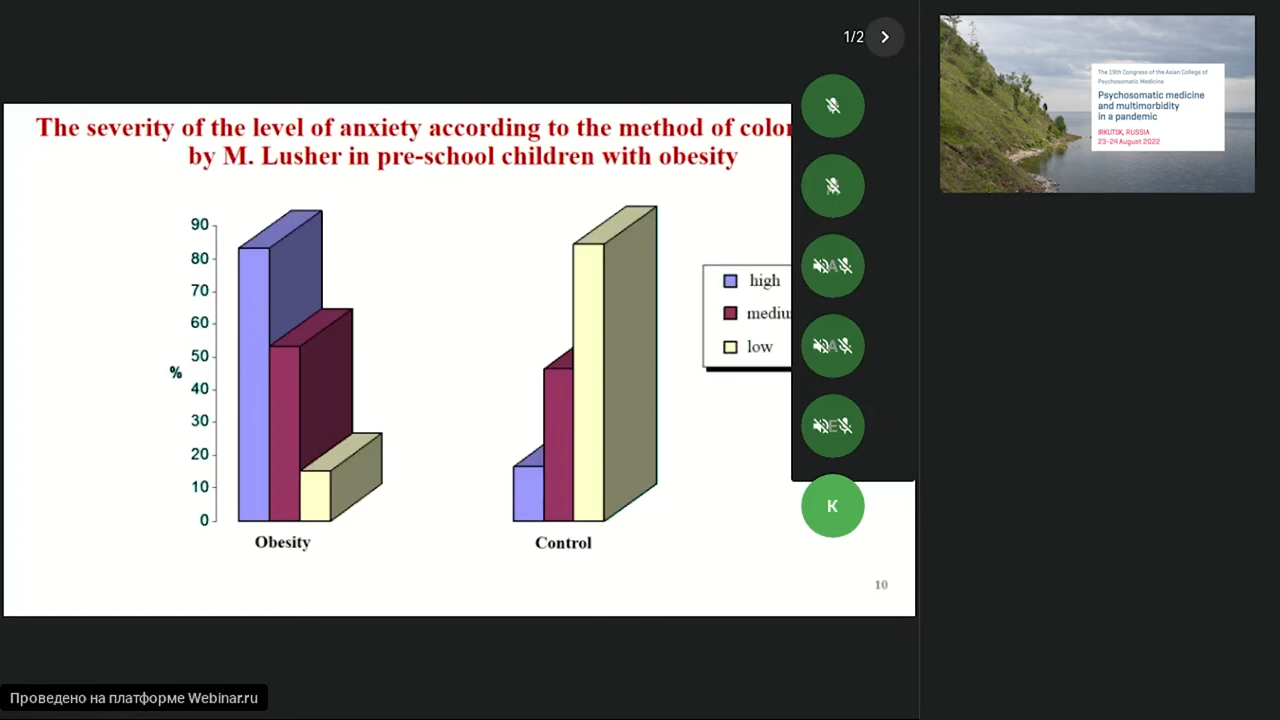 1/2
The severity of the level of anxiety according to the method of color
by M. Lusher in pre-school children with obesity
90
80
70
60
50
40
30
20
10
0
%
Obesity
Control
high
low
10
K
The 19th Congress of the Asian College of
Psychosomatic Medicine
Psychosomatic medicine
and multimorbidity
in a pandemic
IRKUTSK, RUSSIA
23-24 August 2022
Проведено на платформе Webinar.ru